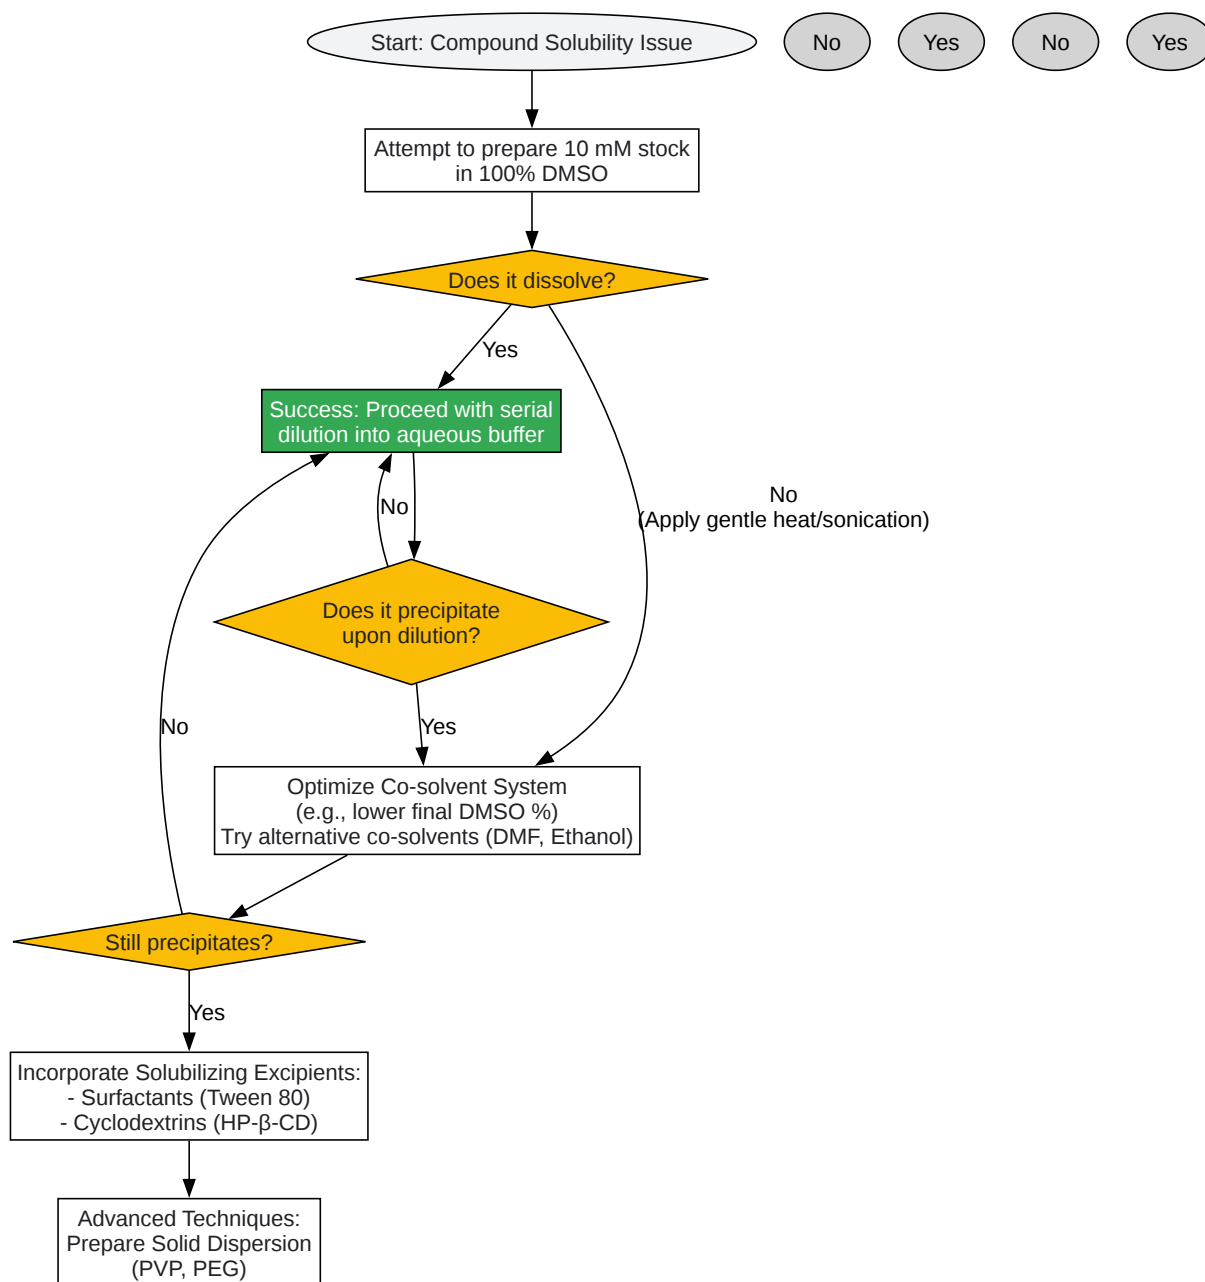 Start: Compound Solubility Issue
No
Yes
No
Yes
Attempt to prepare 10 mM stock
in 100% DMSO
Does it dissolve?
Yes
Success: Proceed with serial
dilution into aqueous buffer
No
(Apply gentle heat/sonication)
No
Does it precipitate
upon dilution?
Yes
No
Optimize Co-solvent System
(e.g., lower final DMSO %)
Try alternative co-solvents (DMF, Ethanol)
Still precipitates?
Yes
Incorporate Solubilizing Excipients:
- Surfactants (Tween 80)
- Cyclodextrins (HP-β-CD)
Advanced Techniques:
Prepare Solid Dispersion
(PVP, PEG)